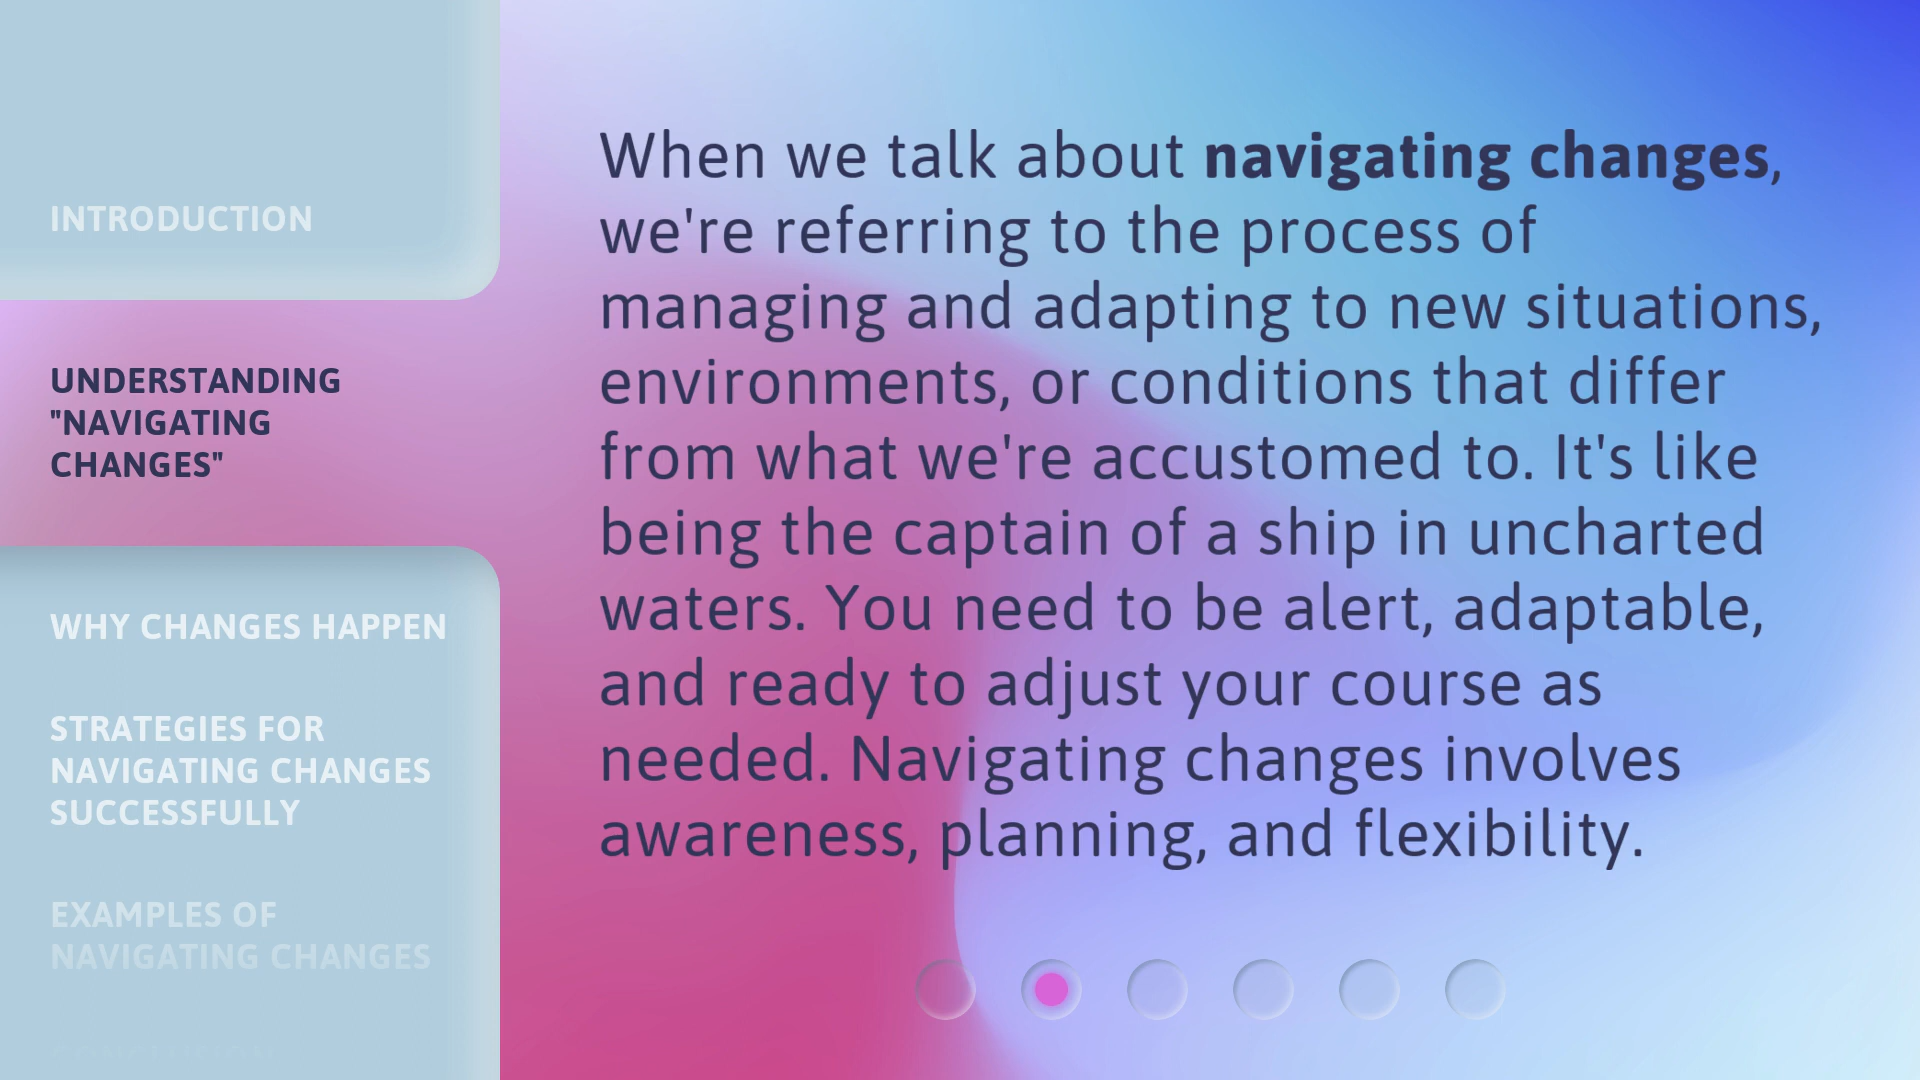 INTRODUCTION
UNDERSTANDING
"NAVIGATING
CHANGES"
WHY CHANGES HAPPEN
STRATEGIES FOR
NAVIGATING CHANGES
SUCCESSFULLY
EXAMPLES OF
NAVIGATING CHANGES
When we talk about navigating changes,
we're referring to the process of
managing and adapting to new situations,
environments, or conditions that differ
from what we're accustomed to. It's like
being the captain of a ship in uncharted
waters. You need to be alert, adaptable,
and ready to adjust your course as
needed. Navigating changes involves
awareness, planning, and flexibility.